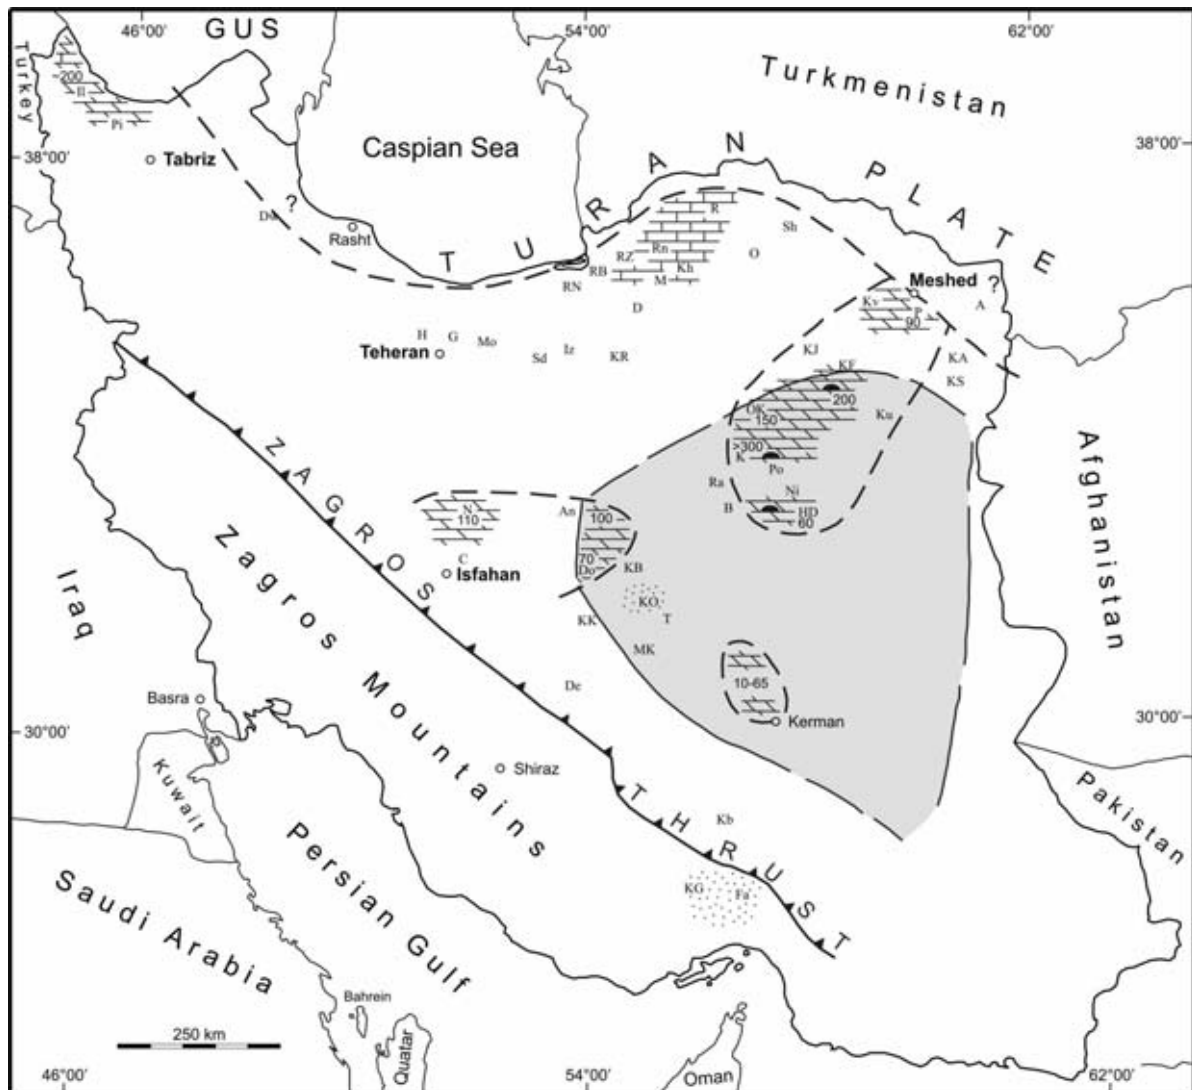 46°00'
GUS
54°00'
62°00'
Turkey
~200
Il
Pi
Turkmenistan
38°00'
Tabriz
Caspian Sea
38°00'
TURAN PLATE
?
Rasht
R
Sh
Rn
RZ
O
RB
Kh
M
RN
Meshed
?
A
Kv
P
90
D
H
G
Mo
Teheran
Sd
Iz
KR
KJ
KF
KA
KS
200
OK
150
Ku
>300
K
Po
Ra
Ni
B
HD
60
ZAGROS THRUST
N
110
C
Isfahan
An
100
70
Do
KB
KO
T
KK
MK
De
10-65
Kerman
Afghanistan
Iraq
Zagros Mountains
Basra
30°00'
30°00'
Kuwait
Shiraz
Pakistan
Kb
KG
Fa
Persian Gulf
Saudi Arabia
Bahrein
Quatar
Oman
250 km
46°00'
54°00'
62°00'